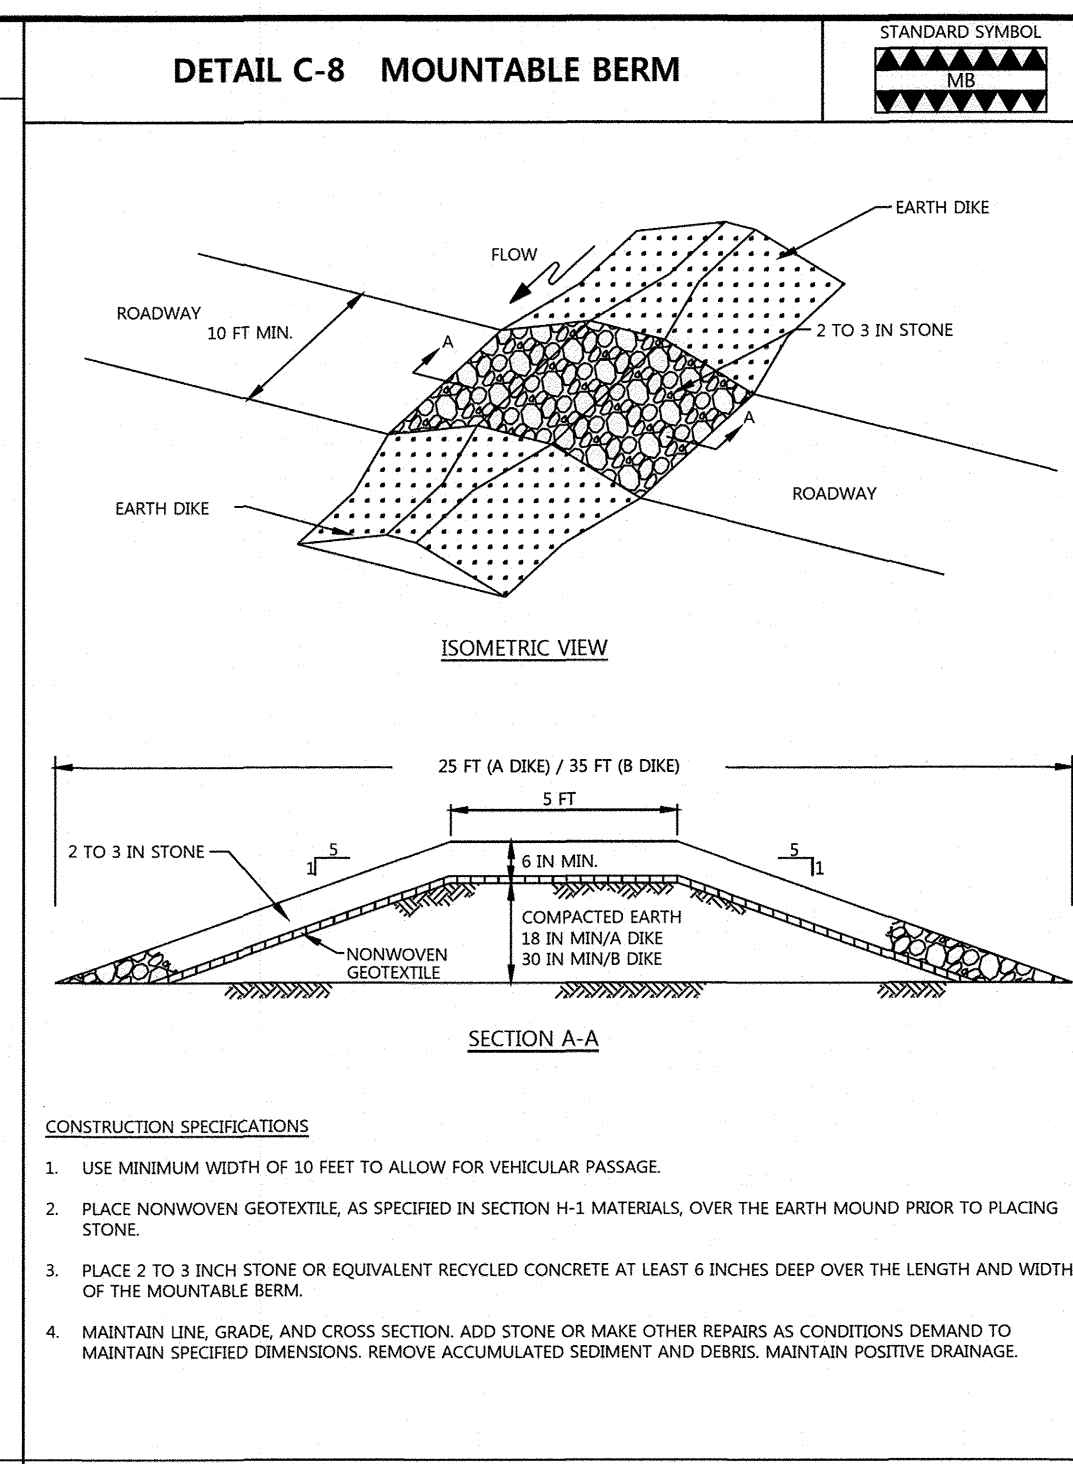 DETAIL C-8 MOUNTABLE BERM
STANDARD SYMBOL
MB
EARTH DIKE
FLOW
ROADWAY
10 FT MIN.
A
2 TO 3 IN STONE
A
ROADWAY
EARTH DIKE
ISOMETRIC VIEW
25 FT (A DIKE) / 35 FT (B DIKE)
5 FT
2 TO 3 IN STONE
5
1
6 IN MIN.
5
1
COMPACTED EARTH
18 IN MIN/A DIKE
30 IN MIN/B DIKE
NONWOVEN
GEOTEXTILE
SECTION A-A
CONSTRUCTION SPECIFICATIONS
1. USE MINIMUM WIDTH OF 10 FEET TO ALLOW FOR VEHICULAR PASSAGE.
2. PLACE NONWOVEN GEOTEXTILE, AS SPECIFIED IN SECTION H-1 MATERIALS, OVER THE EARTH MOUND PRIOR TO PLACING
STONE.
3. PLACE 2 TO 3 INCH STONE OR EQUIVALENT RECYCLED CONCRETE AT LEAST 6 INCHES DEEP OVER THE LENGTH AND WIDTH
OF THE MOUNTABLE BERM.
4. MAINTAIN LINE, GRADE, AND CROSS SECTION. ADD STONE OR MAKE OTHER REPAIRS AS CONDITIONS DEMAND TO
MAINTAIN SPECIFIED DIMENSIONS. REMOVE ACCUMULATED SEDIMENT AND DEBRIS. MAINTAIN POSITIVE DRAINAGE.